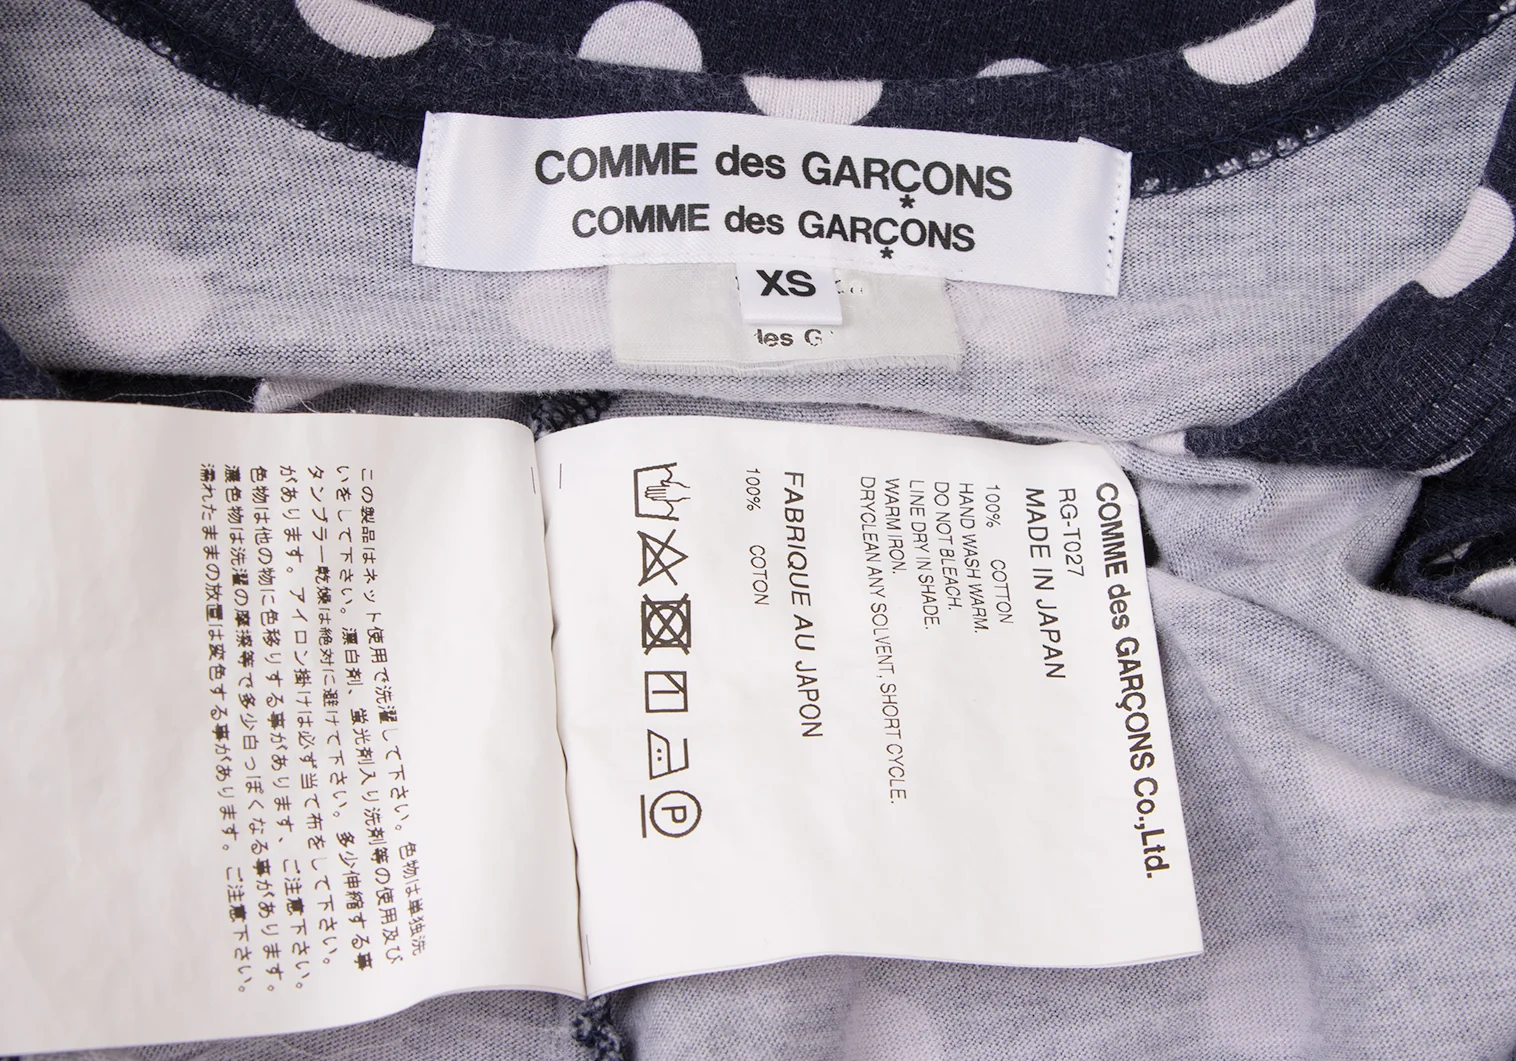 COMME des GARÇONS
COMME des GARÇONS
XS
des G
COMME des GARÇONS Co.,Ltd.
RG-T027
MADE IN JAPAN
100% COTTON
HAND WASH WARM.
DO NOT BLEACH.
LINE DRY IN SHADE.
WARM IRON.
DRYCLEAN ANY SOLVENT, SHORT CYCLE.
FABRIQUE AU JAPON
100% COTON
P
この製品はネット使用で洗濯して下さい。色物は単独洗
いをして下さい。漂白剤、蛍光剤入り洗剤等の使用及び
タンブラー乾燥は絶対に避けて下さい。多少伸縮する事
があります。アイロン掛けは必ず当て布をして下さい。
色物は他の物に色移りする事があります、ご注意下さい。
濃色物は洗濯の摩擦等で多少白っぽくなる事があります。
濡れたままの放置は変色する事があります。ご注意下さい。